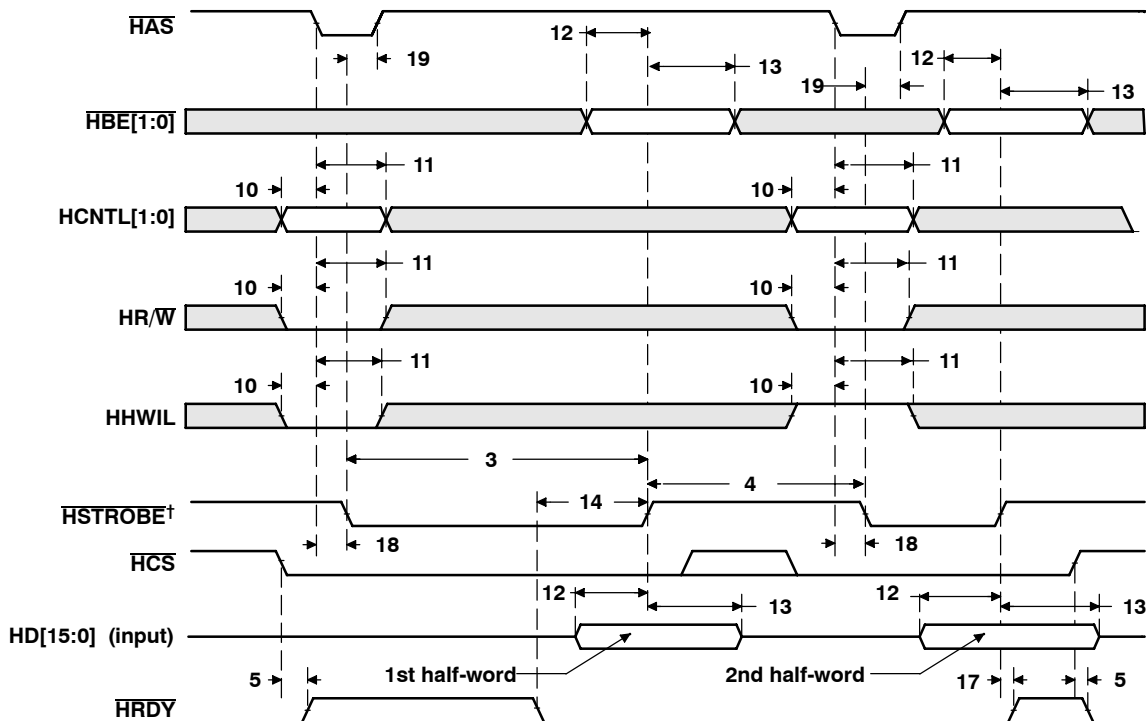 HAS
12
19
13
12
19
13
HBE[1:0]
11
11
10
10
HCNTL[1:0]
11
11
10
10
HR/W
11
11
10
10
HHWIL
3
4
14
HSTROBE†
18
18
HCS
12
13
12
13
HD[15:0] (input)
1st half-word
2nd half-word
5
17
5
HRDY